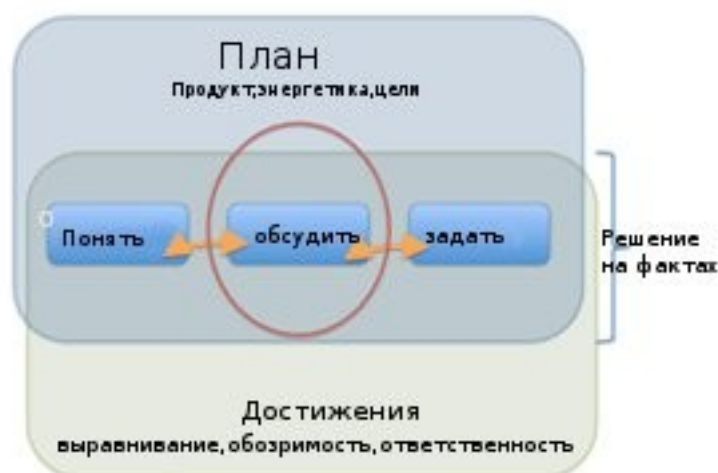 План
Продукт,энергетика,цели
Понять
обсудить
задать
Решение
на фактах
Достижения
выравнивание, обозримость, ответственность